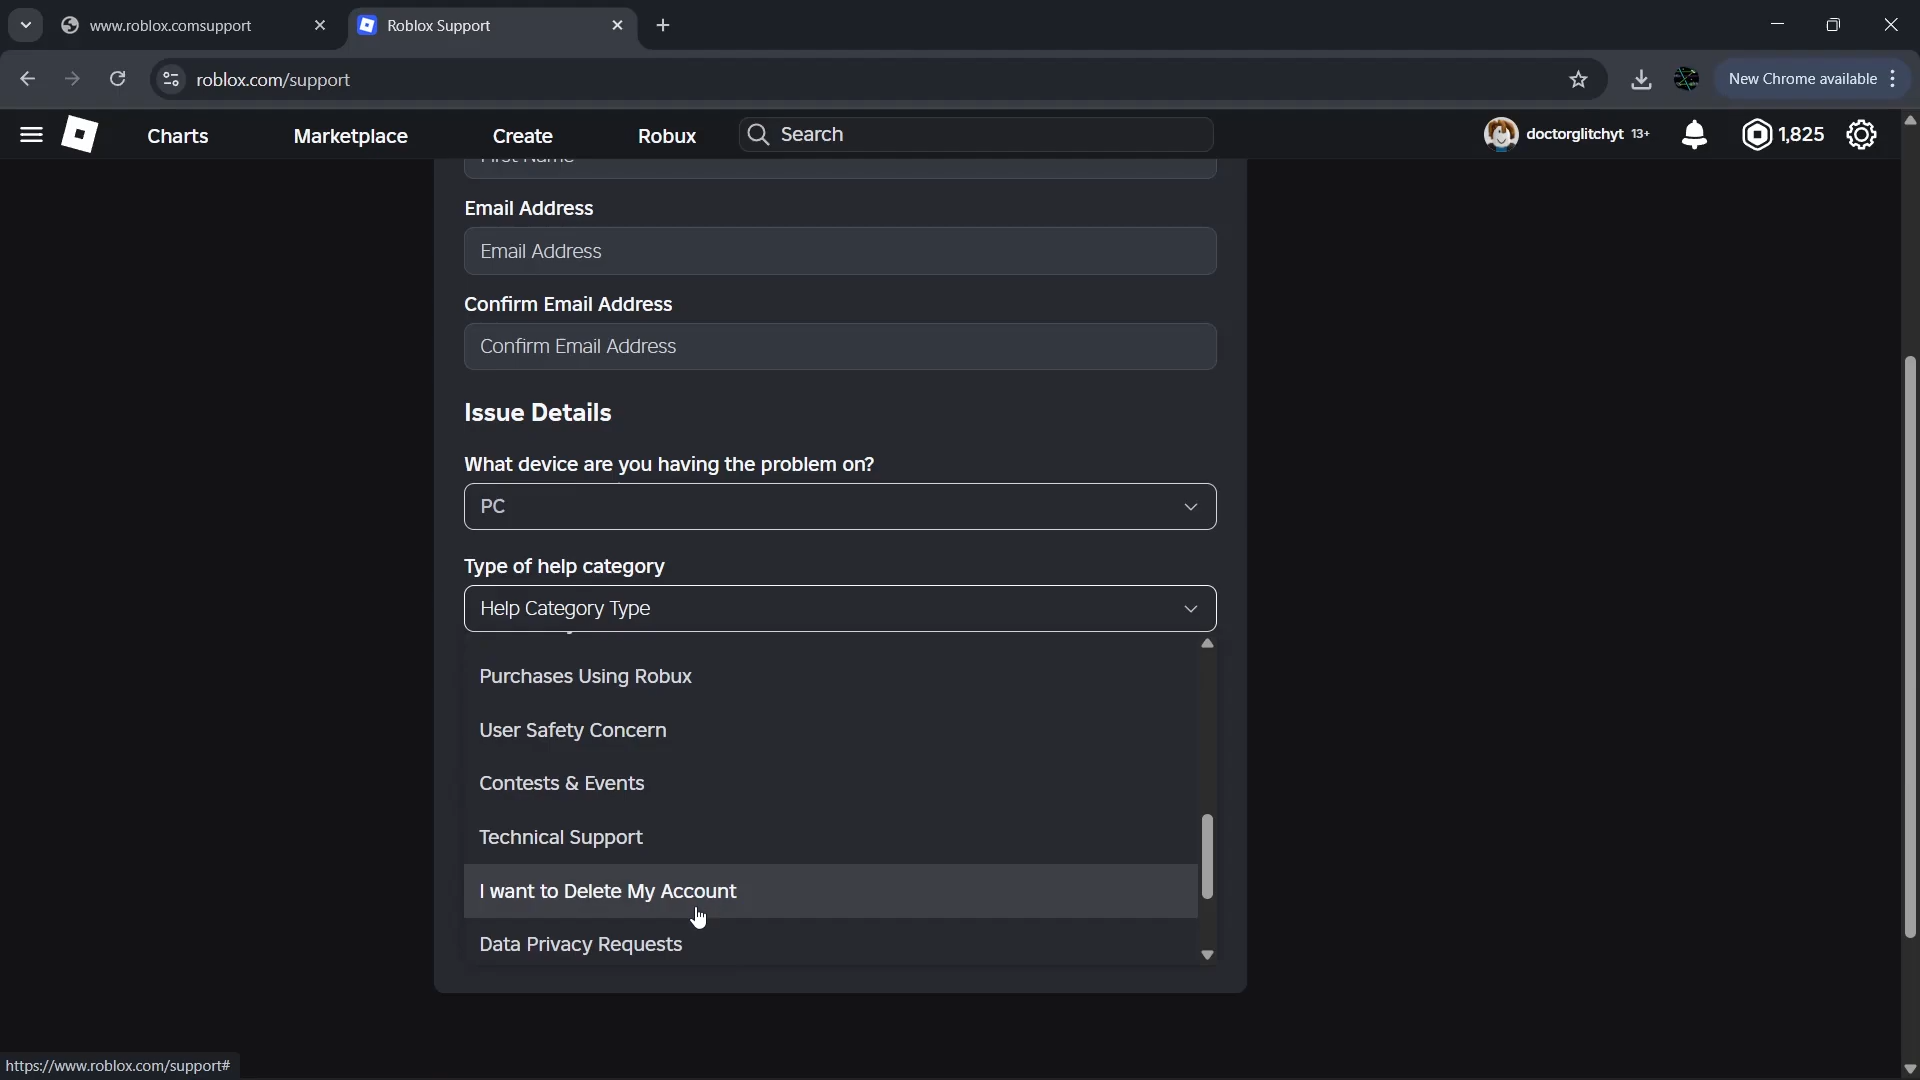 www.roblox.comsupport
Roblox Support
roblox.com/support
New Chrome available
Charts
Marketplace
Create
Robux
Search
doctorglitchyt 13+
1,825
First Name
Email Address
Email Address
Confirm Email Address
Confirm Email Address
Issue Details
What device are you having the problem on?
PC
Type of help category
Help Category Type
Purchases Using Robux
User Safety Concern
Contests & Events
Technical Support
I want to Delete My Account
Data Privacy Requests
https://www.roblox.com/support#